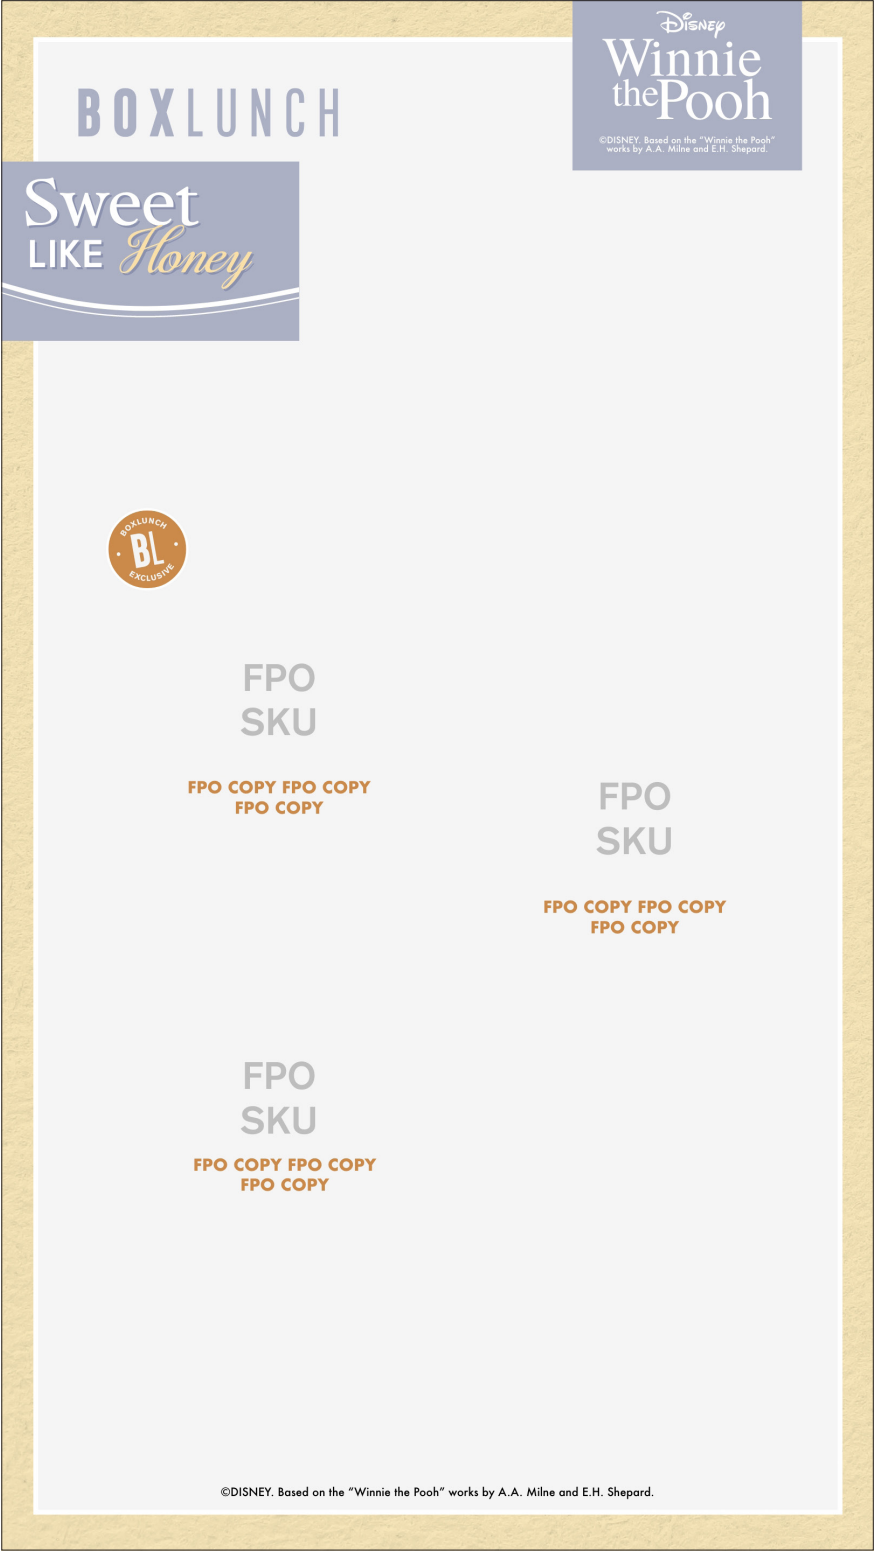 DISNEY
Winnie
the Pooh
©DISNEY. Based on the “Winnie the Pooh”
works by A.A. Milne and E.H. Shepard.
BOXLUNCH
Sweet
LIKE Honey
BOXLUNCH
BL
EXCLUSIVE
FPO
SKU
FPO COPY FPO COPY
FPO COPY
FPO
SKU
FPO COPY FPO COPY
FPO COPY
FPO
SKU
FPO COPY FPO COPY
FPO COPY
©DISNEY. Based on the “Winnie the Pooh” works by A.A. Milne and E.H. Shepard.